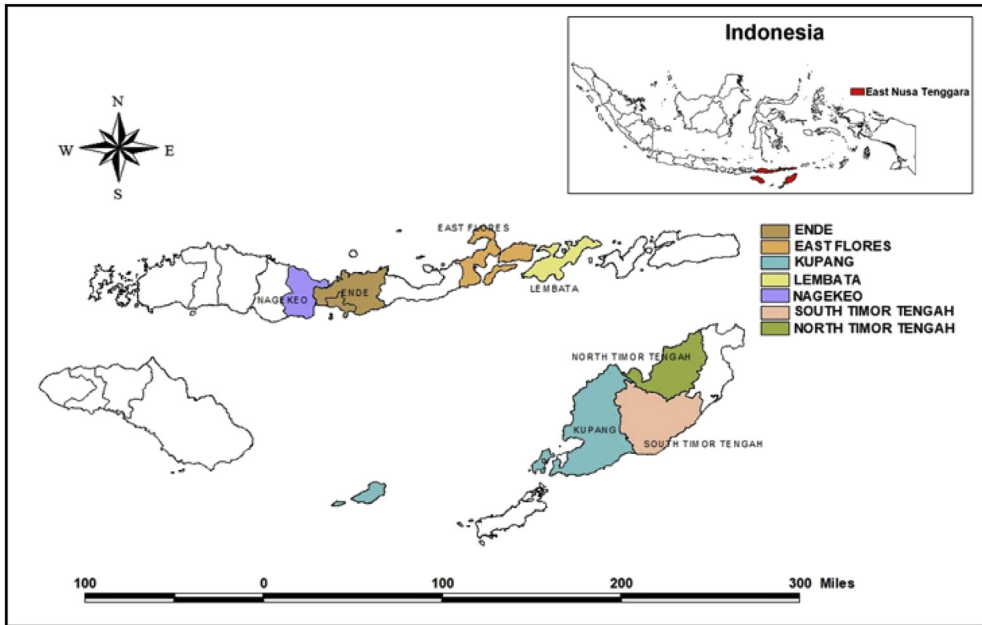 Indonesia
East Nusa Tenggara
N
W E
S
EAST FLORES
LEMBATA
NAGEKEO
ENDE
ENDE
EAST FLORES
KUPANG
LEMBATA
NAGEKEO
SOUTH TIMOR TENGAH
NORTH TIMOR TENGAH
NORTH TIMOR TENGAH
KUPANG
SOUTH TIMOR TENGAH
100 0 100 200 300 Miles